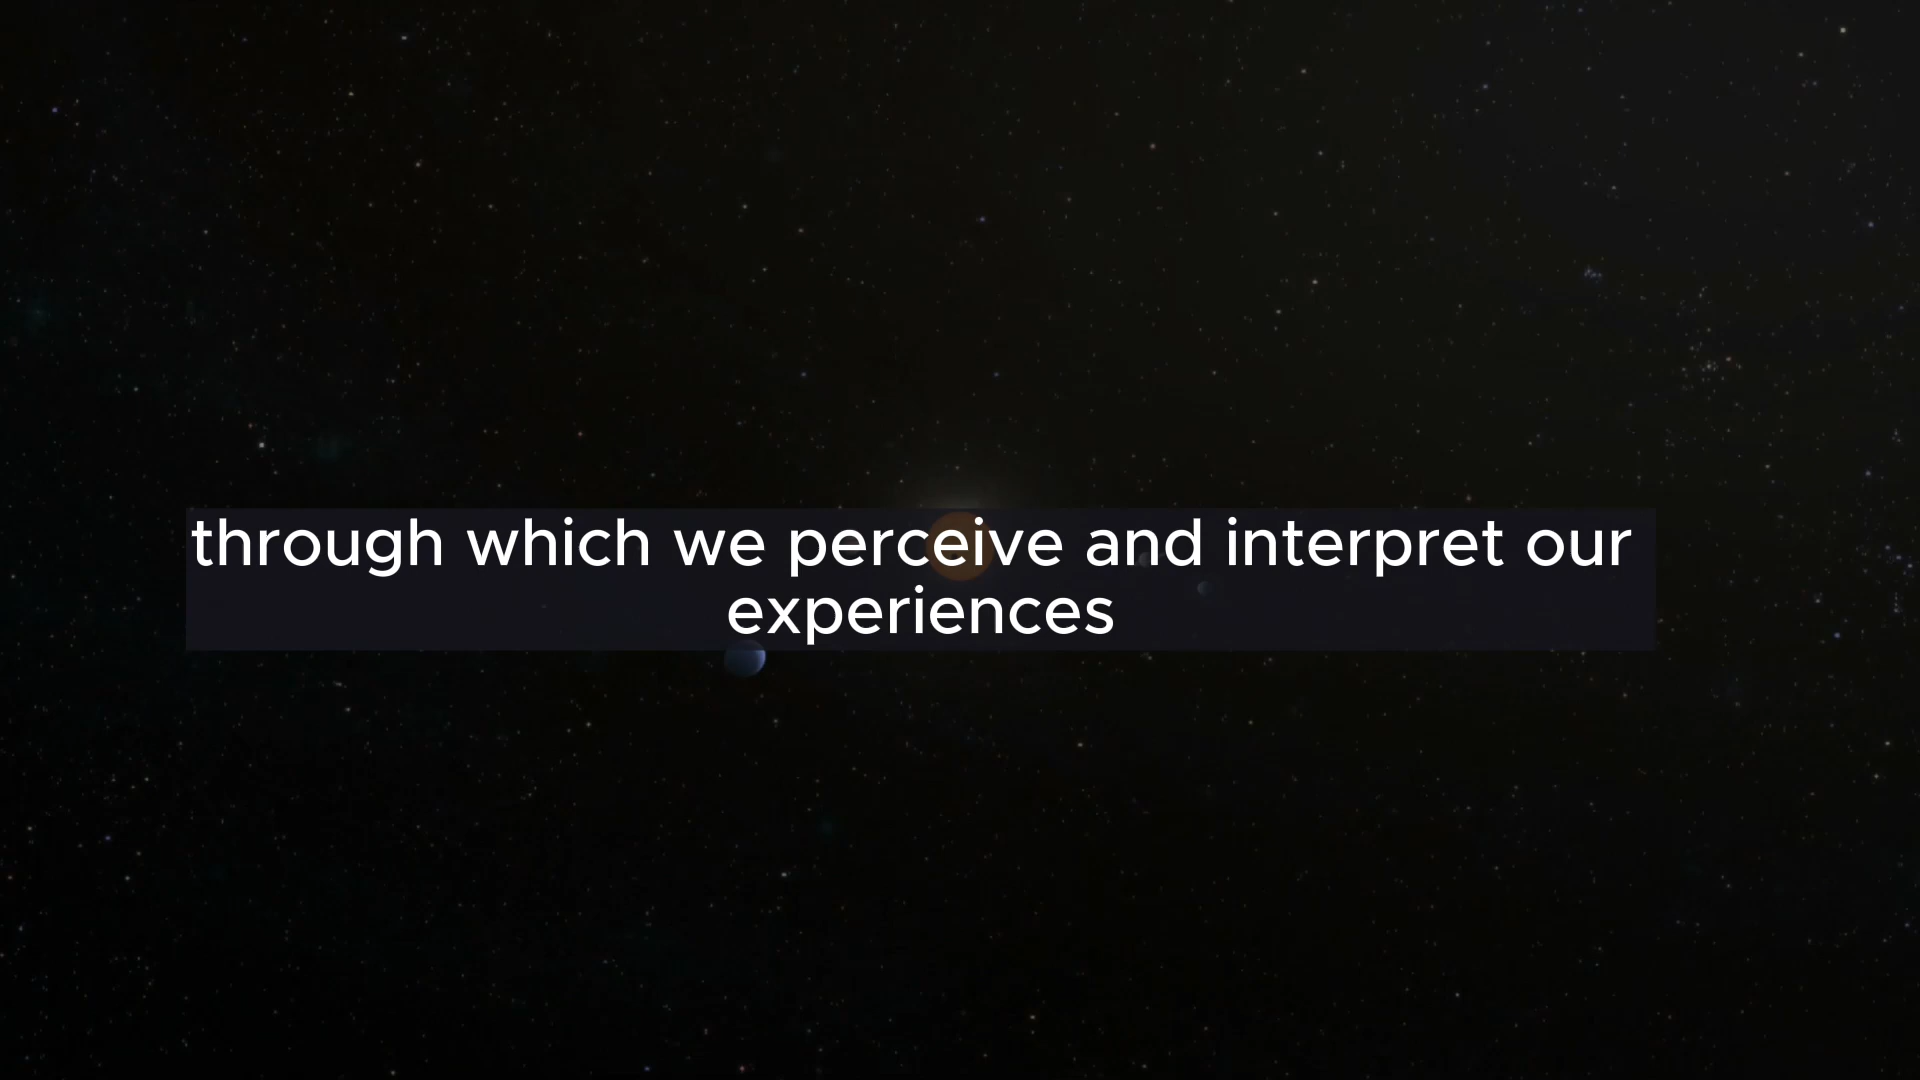 through which we perceive and interpret our
experiences